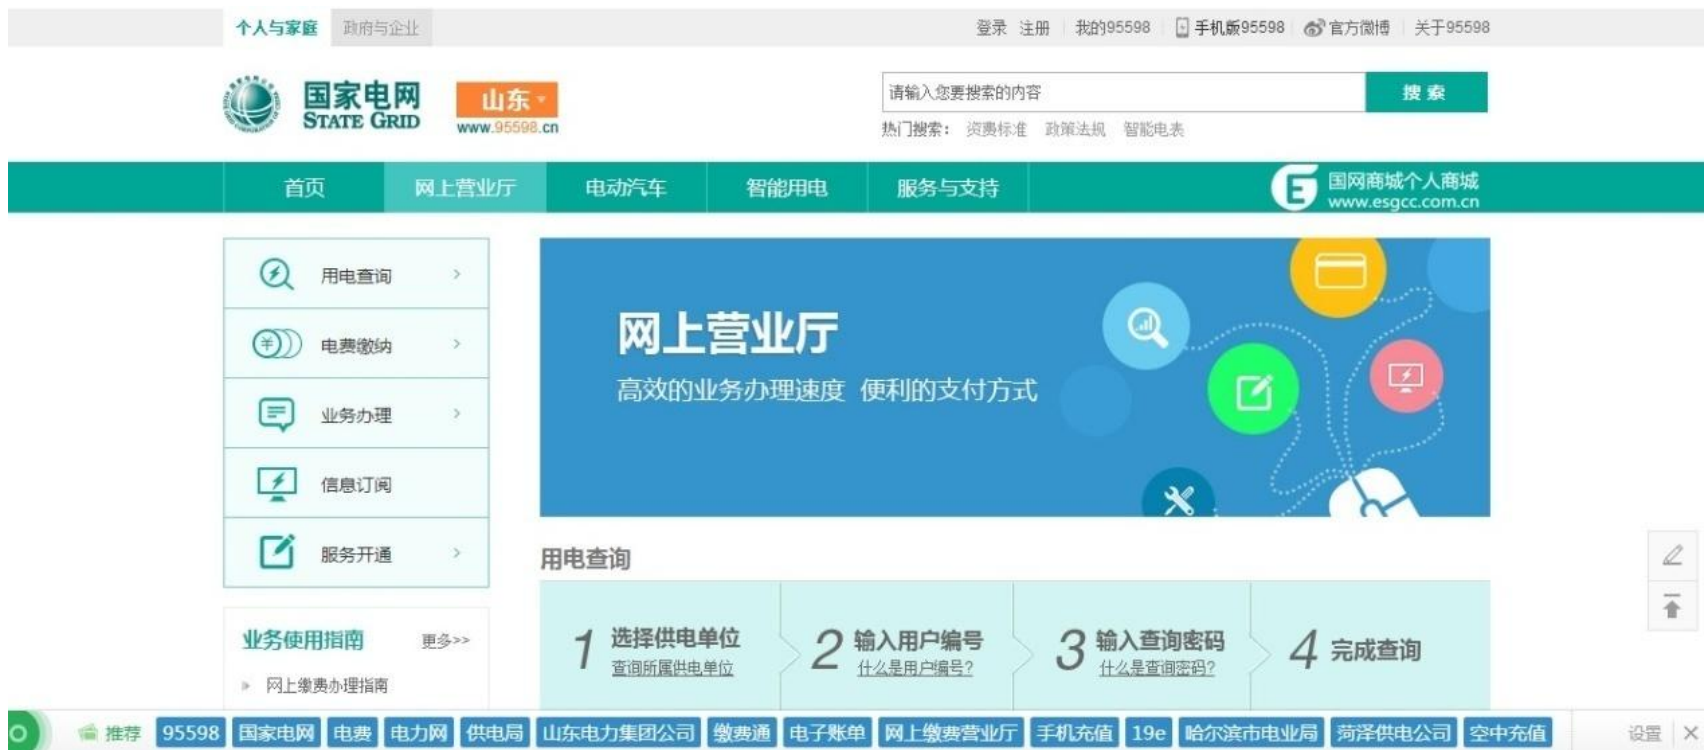 个人与家庭 政府与企业 登录 注册 我的95598 手机版95598 官方微博 关于95598
国家电网
STATE GRID
山东
www.95598.cn
请输入您要搜索的内容 搜索
热门搜索： 资费标准 政策法规 智能电表
首页 网上营业厅 电动汽车 智能用电 服务与支持
国网商城个人商城
www.esgcc.com.cn
用电查询
电费缴纳
业务办理
信息订阅
服务开通
网上营业厅
高效的业务办理速度 便利的支付方式
用电查询
1 选择供电单位
查询所属供电单位
2 输入用户编号
什么是用户编号?
3 输入查询密码
什么是查询密码?
4 完成查询
业务使用指南 更多>>
网上缴费办理指南
推荐 95598 国家电网 电费 电力网 供电局 山东电力集团公司 缴费通 电子账单 网上缴费营业厅 手机充值 19e 哈尔滨市电业局 菏泽供电公司 空中充值 设置